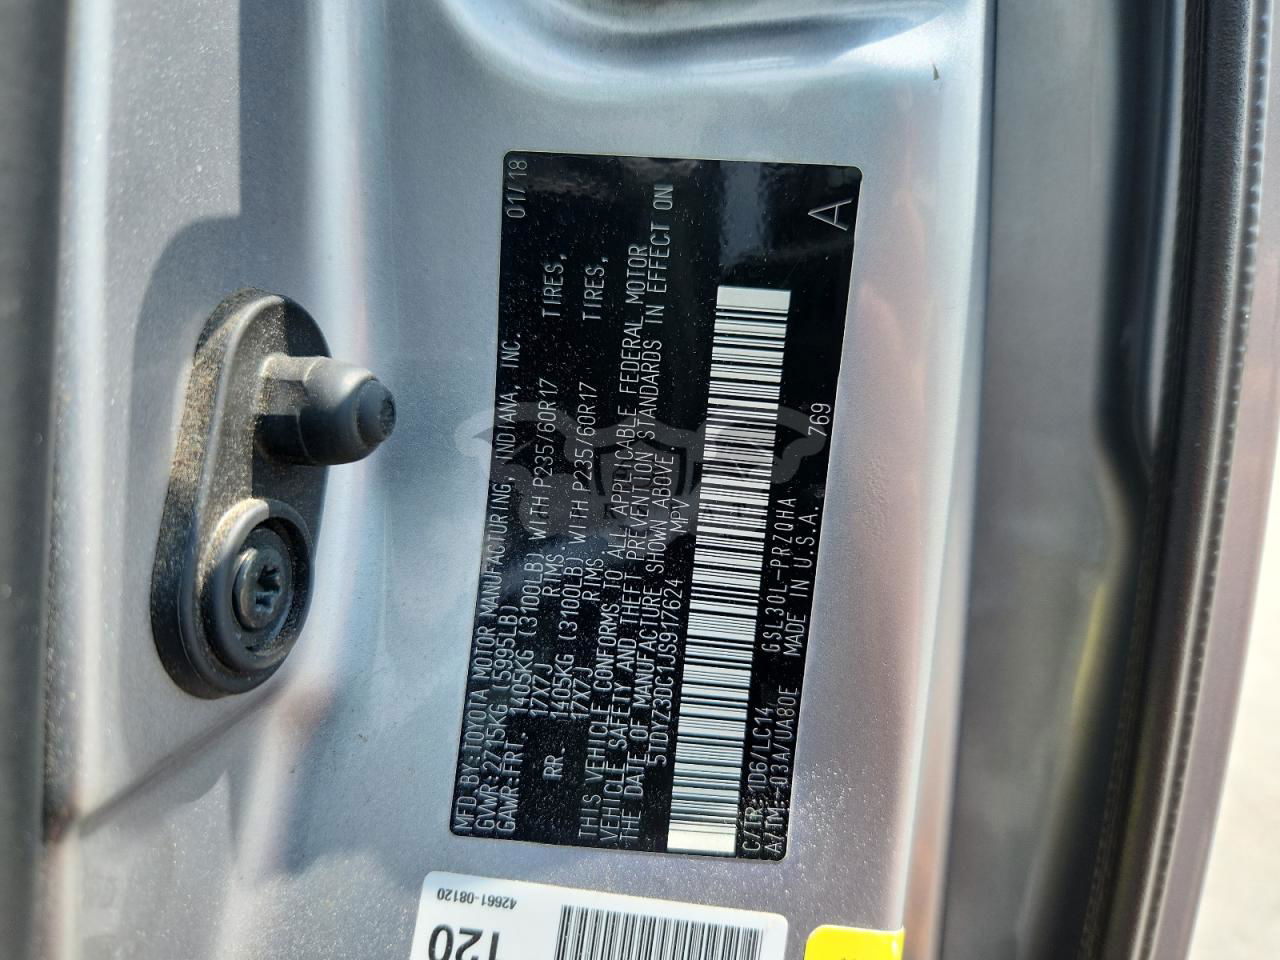 MFD.BY:TOYOTA MOTOR MANUFACTURING, INDIANA, INC. 01/18
GVWR:2715KG (5995LB)
GAWR:FRT. 1405KG (3100LB) WITH P235/60R17 TIRES,
17X7J RIMS.
RR. 1405KG (3100LB) WITH P235/60R17 TIRES,
17X7J RIMS
THIS VEHICLE CONFORMS TO ALL APPLICABLE FEDERAL MOTOR
VEHICLE SAFETY AND THEFT PREVENTION STANDARDS IN EFFECT ON
THE DATE OF MANUFACTURE SHOWN ABOVE.
5TDYZ3DC1JS917624 MPV
C/TR: 1D6/LC14 GSL30L-PRZQHA 769 A
A/TM: -03A/UA80E MADE IN U.S.A.
42661-08120
120